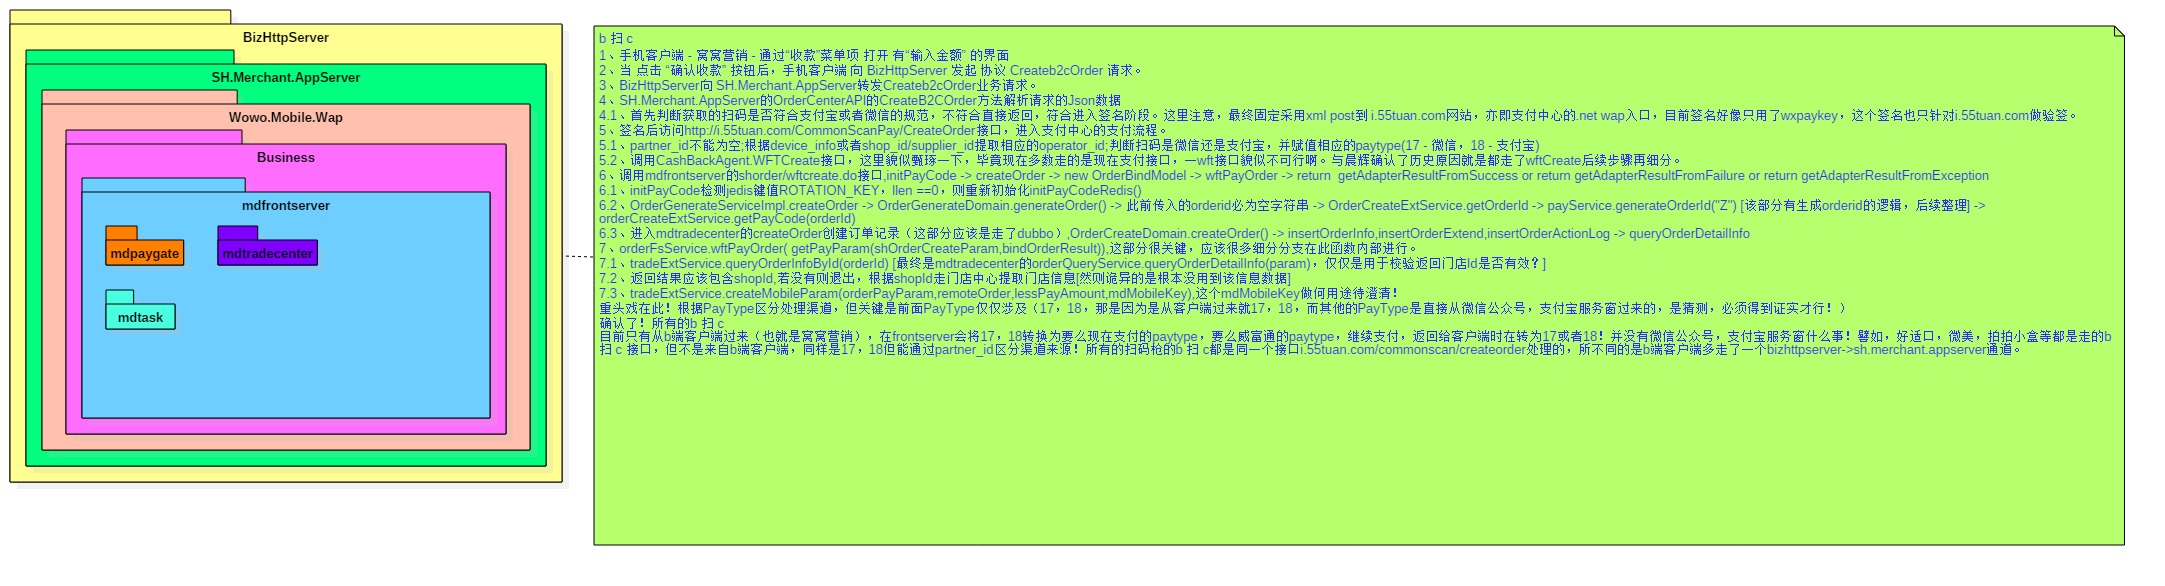 BizHttpServer
SH.Merchant.AppServer
Wowo.Mobile.Wap
Business
mdfrontserver
mdpaygate
mdtradecenter
mdtask
b 扫 c
1、手机客户端 - 窝窝营销 - 通过“收款”菜单项 打开 有“输入金额” 的界面
2、当 点击 “确认收款” 按钮后，手机客户端 向 BizHttpServer 发起 协议 Createb2cOrder 请求。
3、BizHttpServer向 SH.Merchant.AppServer转发Createb2cOrder业务请求。
4、SH.Merchant.AppServer的OrderCenterAPI的CreateB2COrder方法解析请求的Json数据
4.1、首先判断获取的扫码是否符合支付宝或者微信的规范，不符合直接返回，符合进入签名阶段。这里注意，最终固定采用xml post到 i.55tuan.com网站，亦即支付中心的.net wap入口，目前签名好像只用了wxpaykey，这个签名也只针对i.55tuan.com做验签。
5、签名后访问http://i.55tuan.com/CommonScanPay/CreateOrder接口，进入支付中心的支付流程。
5.1、partner_id不能为空;根据device_info或者shop_id/supplier_id提取相应的operator_id;判断扫码是微信还是支付宝，并赋值相应的paytype(17 - 微信，18 - 支付宝)
5.2、调用CashBackAgent.WFTCreate接口，这里貌似甄琢一下，毕竟现在多数走的是现在支付接口，一wft接口貌似不可行啊。与晨辉确认了历史原因就是都走了wftCreate后续步骤再细分。
6、调用mdfrontserver的shorder/wftcreate.do接口,initPayCode -> createOrder -> new OrderBindModel -> wftPayOrder -> return  getAdapterResultFromSuccess or return getAdapterResultFromFailure or return getAdapterResultFromException
6.1、initPayCode检测jedis键值ROTATION_KEY，llen ==0，则重新初始化initPayCodeRedis()
6.2、OrderGenerateServiceImpl.createOrder -> OrderGenerateDomain.generateOrder() -> 此前传入的orderid必为空字符串 -> OrderCreateExtService.getOrderId -> payService.generateOrderId("Z") [该部分有生成orderid的逻辑，后续整理] ->
orderCreateExtService.getPayCode(orderId)
6.3、进入mdtradecenter的createOrder创建订单记录（这部分应该是走了dubbo）,OrderCreateDomain.createOrder() -> insertOrderInfo,insertOrderExtend,insertOrderActionLog -> queryOrderDetailInfo
7、orderFsService.wftPayOrder( getPayParam(shOrderCreateParam,bindOrderResult)),这部分很关键，应该很多细分分支在此函数内部进行。
7.1、tradeExtService.queryOrderInfoById(orderId) [最终是mdtradecenter的orderQueryService.queryOrderDetailInfo(param)，仅仅是用于校验返回门店Id是否有效？]
7.2、返回结果应该包含shopId,若没有则退出，根据shopId走门店中心提取门店信息[然则诡异的是根本没用到该信息数据]
7.3、tradeExtService.createMobileParam(orderPayParam,remoteOrder,lessPayAmount,mdMobileKey),这个mdMobileKey做何用途待澄清！
重头戏在此！根据PayType区分处理渠道，但关键是前面PayType仅仅涉及（17，18，那是因为是从客户端过来就17，18，而其他的PayType是直接从微信公众号，支付宝服务窗过来的，是猜测，必须得到证实才行！）
确认了！所有的b 扫 c
目前只有从b端客户端过来（也就是窝窝营销），在frontserver会将17，18转换为要么现在支付的paytype，要么威富通的paytype，继续支付，返回给客户端时在转为17或者18！并没有微信公众号，支付宝服务窗什么事！譬如，好适口，微美，拍拍小盒等都是走的b
扫 c 接口，但不是来自b端客户端，同样是17，18但能通过partner_id区分渠道来源！所有的扫码枪的b 扫 c都是同一个接口i.55tuan.com/commonscan/createorder处理的，所不同的是b端客户端多走了一个bizhttpserver->sh.merchant.appserver通道。